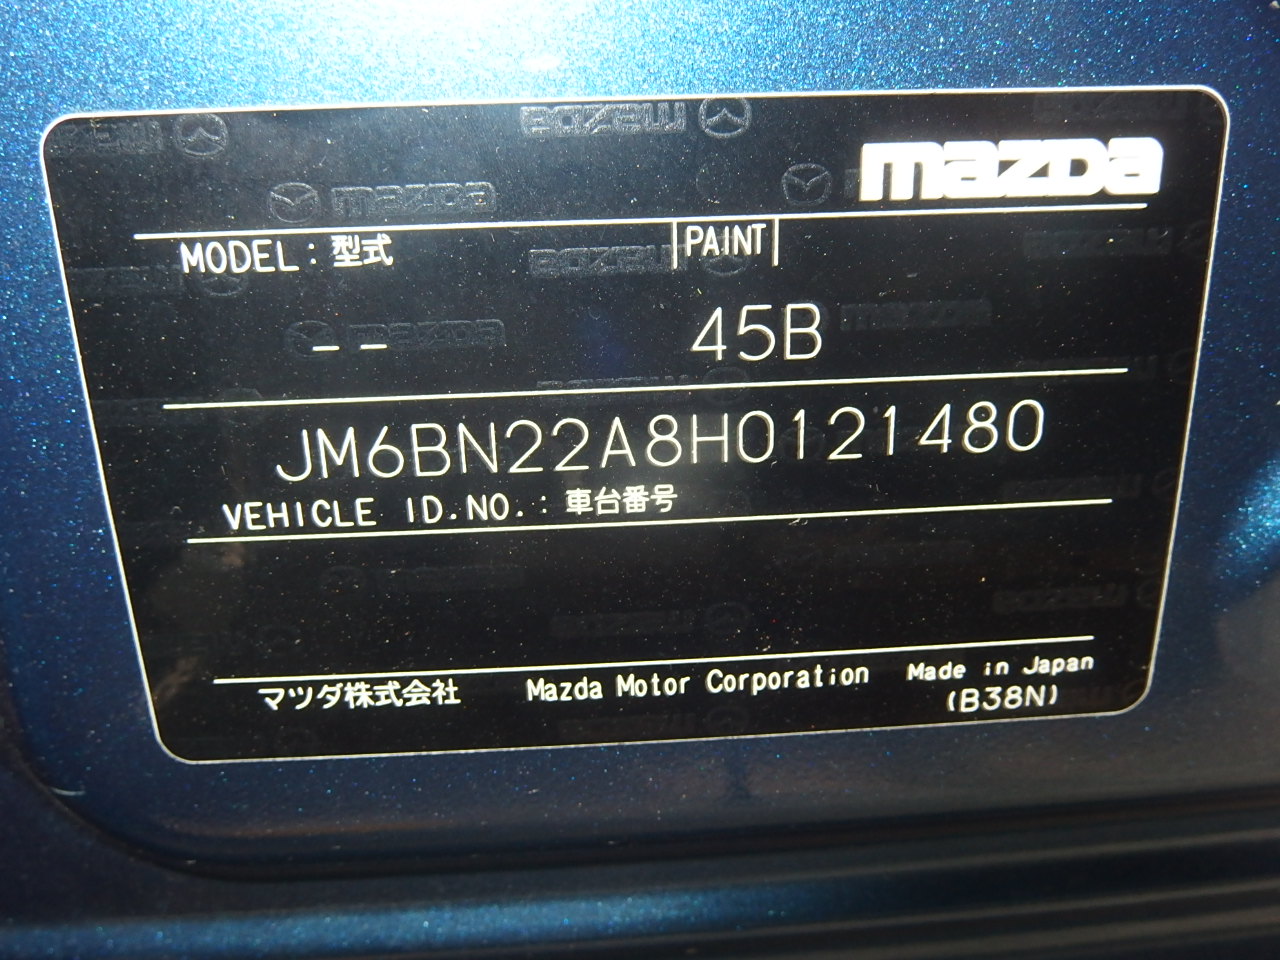 mazda
MODEL : 型式
PAINT
— —
45B
JM6BN22A8H0121480
VEHICLE ID.NO. : 車台番号
マツダ株式会社 Mazda Motor Corporation Made in Japan
(B38N)